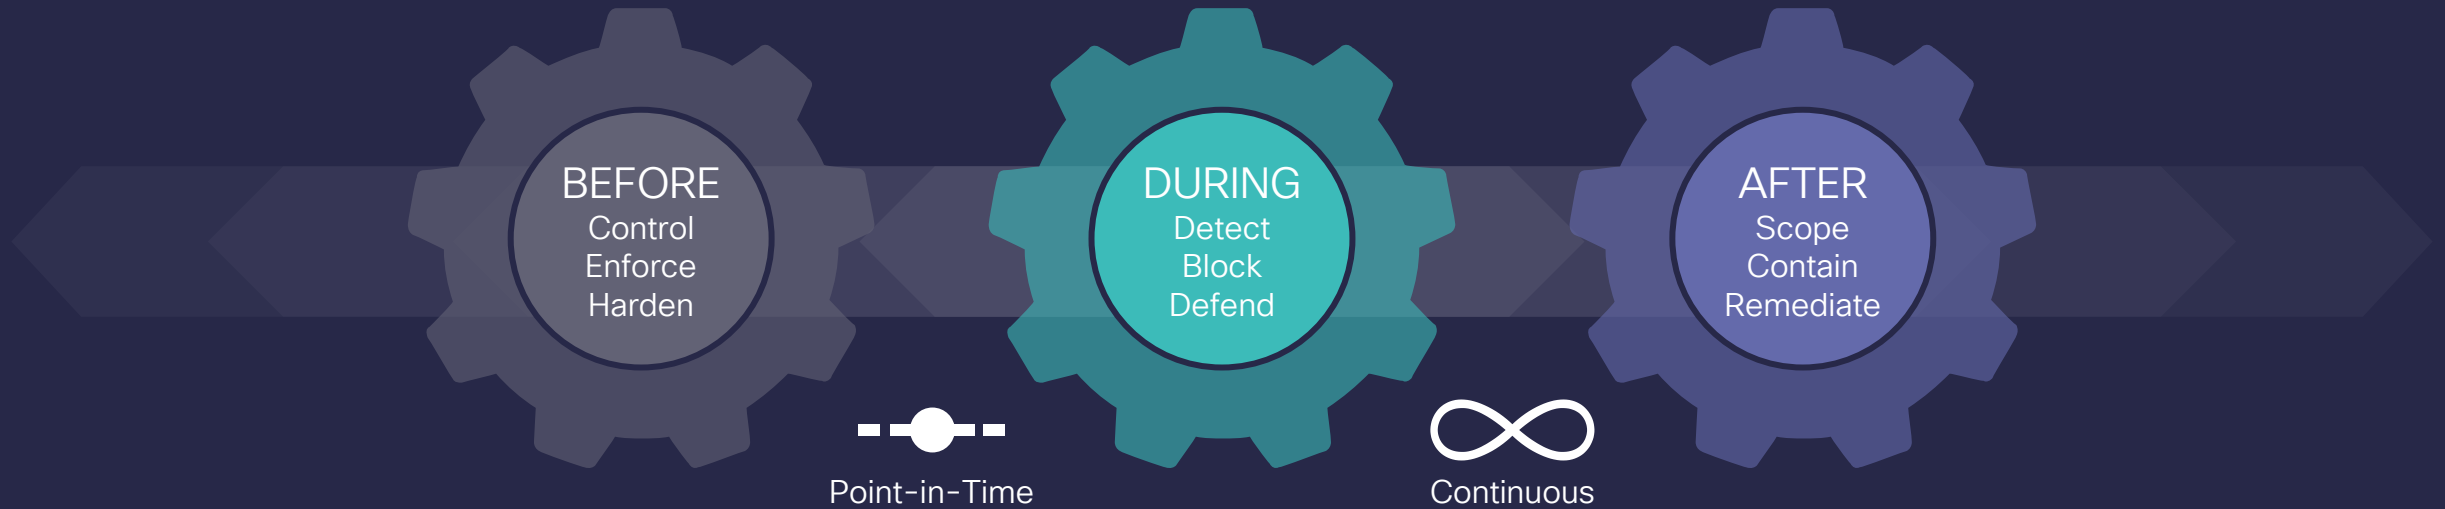 BEFORE
Control
Enforce
Harden
DURING
Detect
Block
Defend
AFTER
Scope
Contain
Remediate
Point-in-Time
Continuous